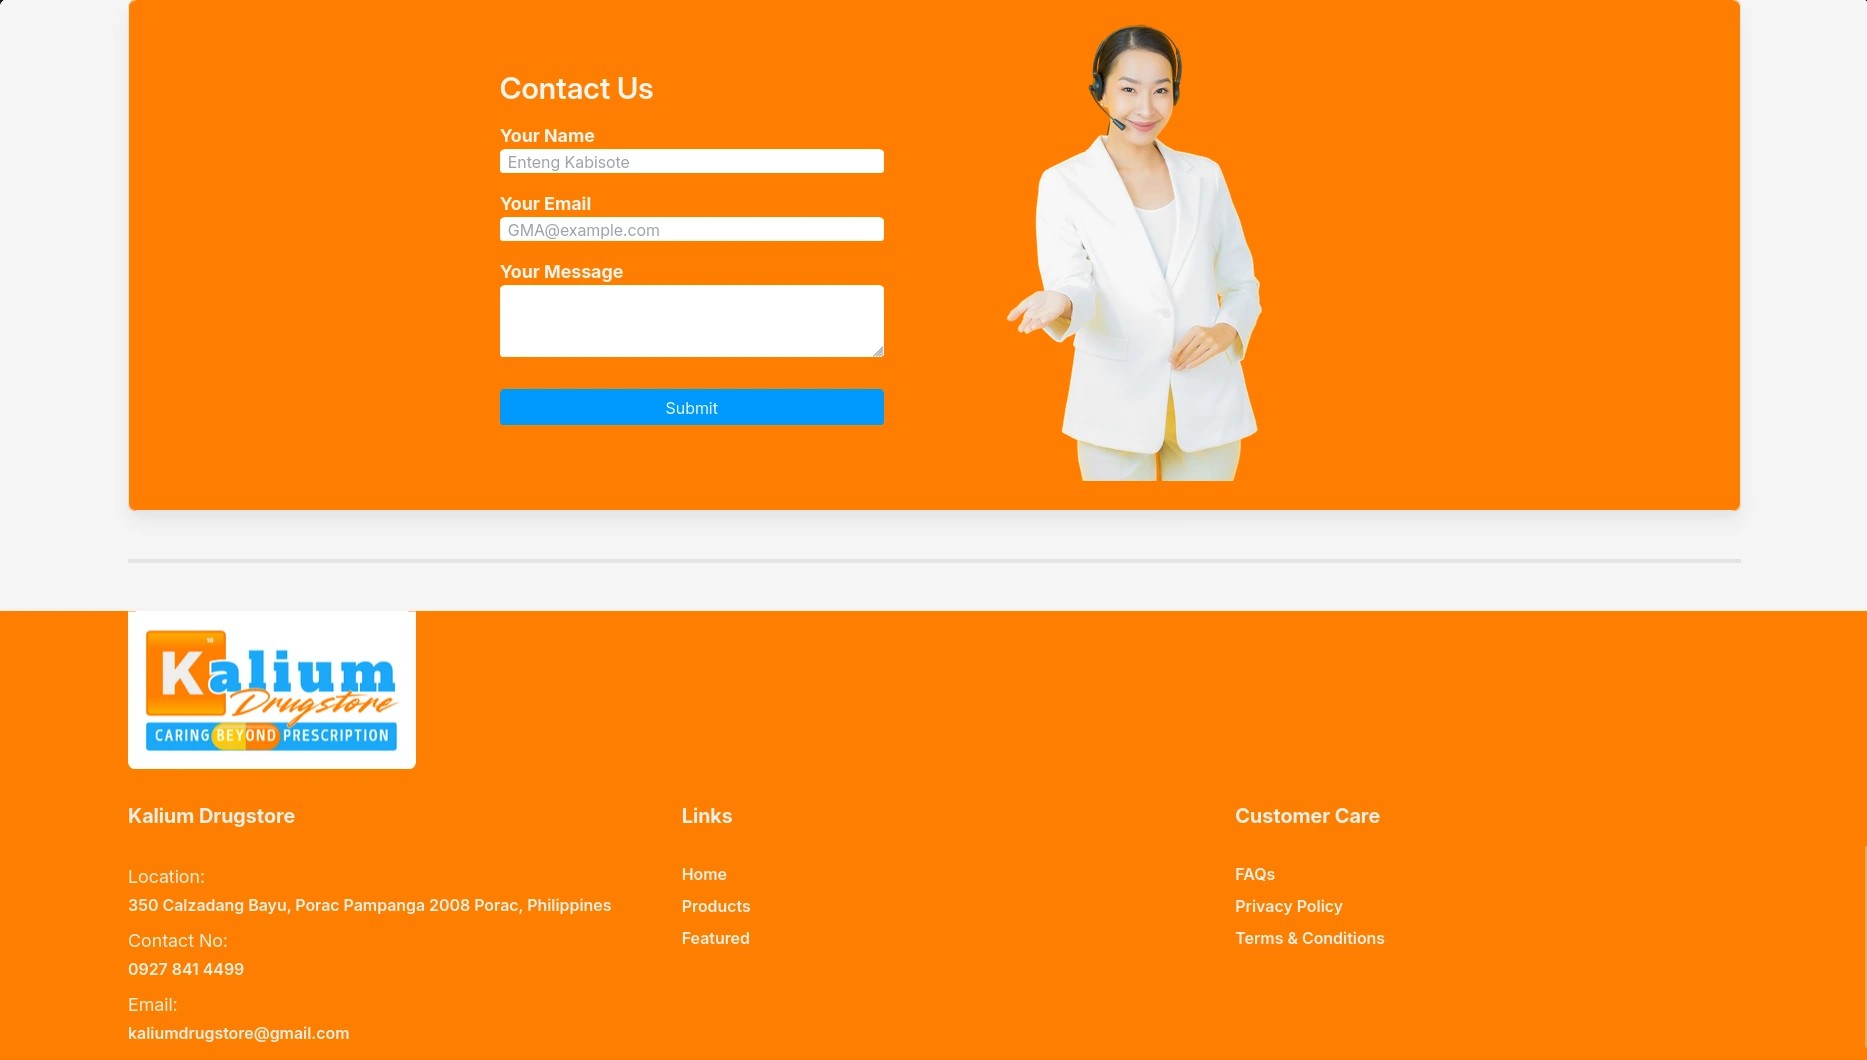 Contact Us
Your Name
Enteng Kabisote
Your Email
GMA@example.com
Your Message
Submit
Kalium
Drugstore
CARING BEYOND PRESCRIPTION
Kalium Drugstore
Location:
350 Calzadang Bayu, Porac Pampanga 2008 Porac, Philippines
Contact No:
0927 841 4499
Email:
kaliumdrugstore@gmail.com
Links
Home
Products
Featured
Customer Care
FAQs
Privacy Policy
Terms & Conditions